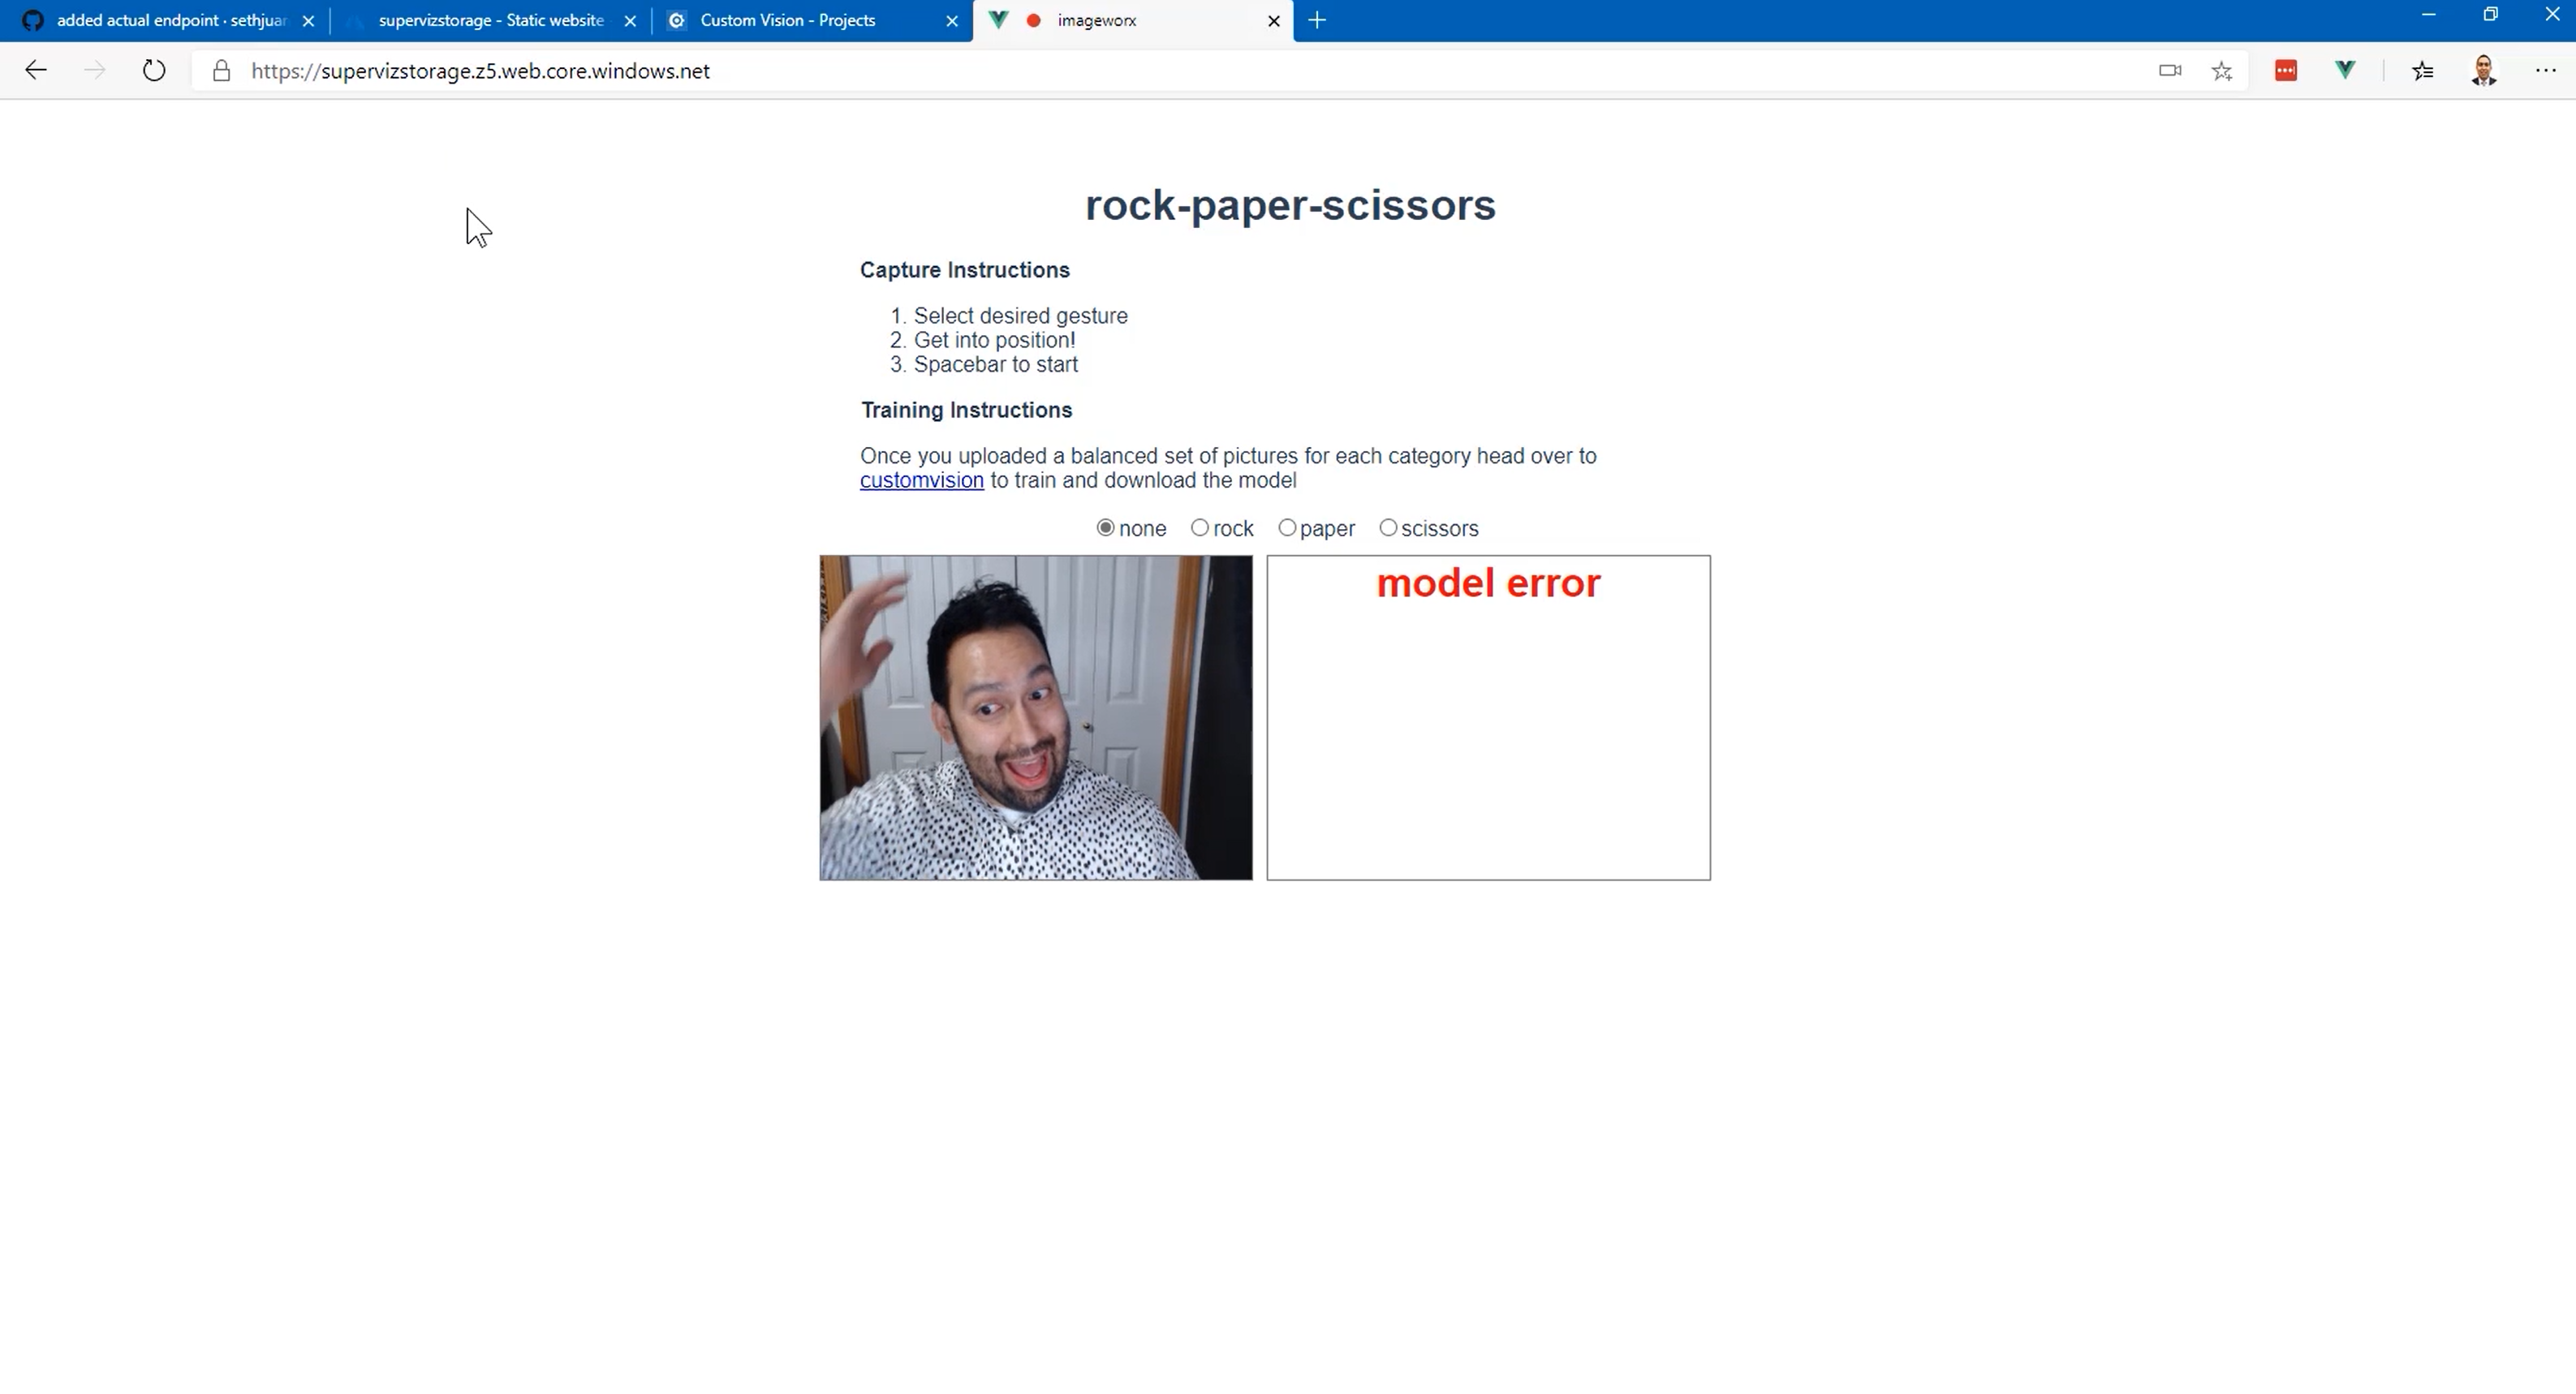 added actual endpoint · sethjuar
supervizstorage - Static website
Custom Vision - Projects
imageworx
https://supervizstorage.z5.web.core.windows.net
rock-paper-scissors
Capture Instructions
1. Select desired gesture
2. Get into position!
3. Spacebar to start
Training Instructions
Once you uploaded a balanced set of pictures for each category head over to
customvision to train and download the model
none rock paper scissors
model error